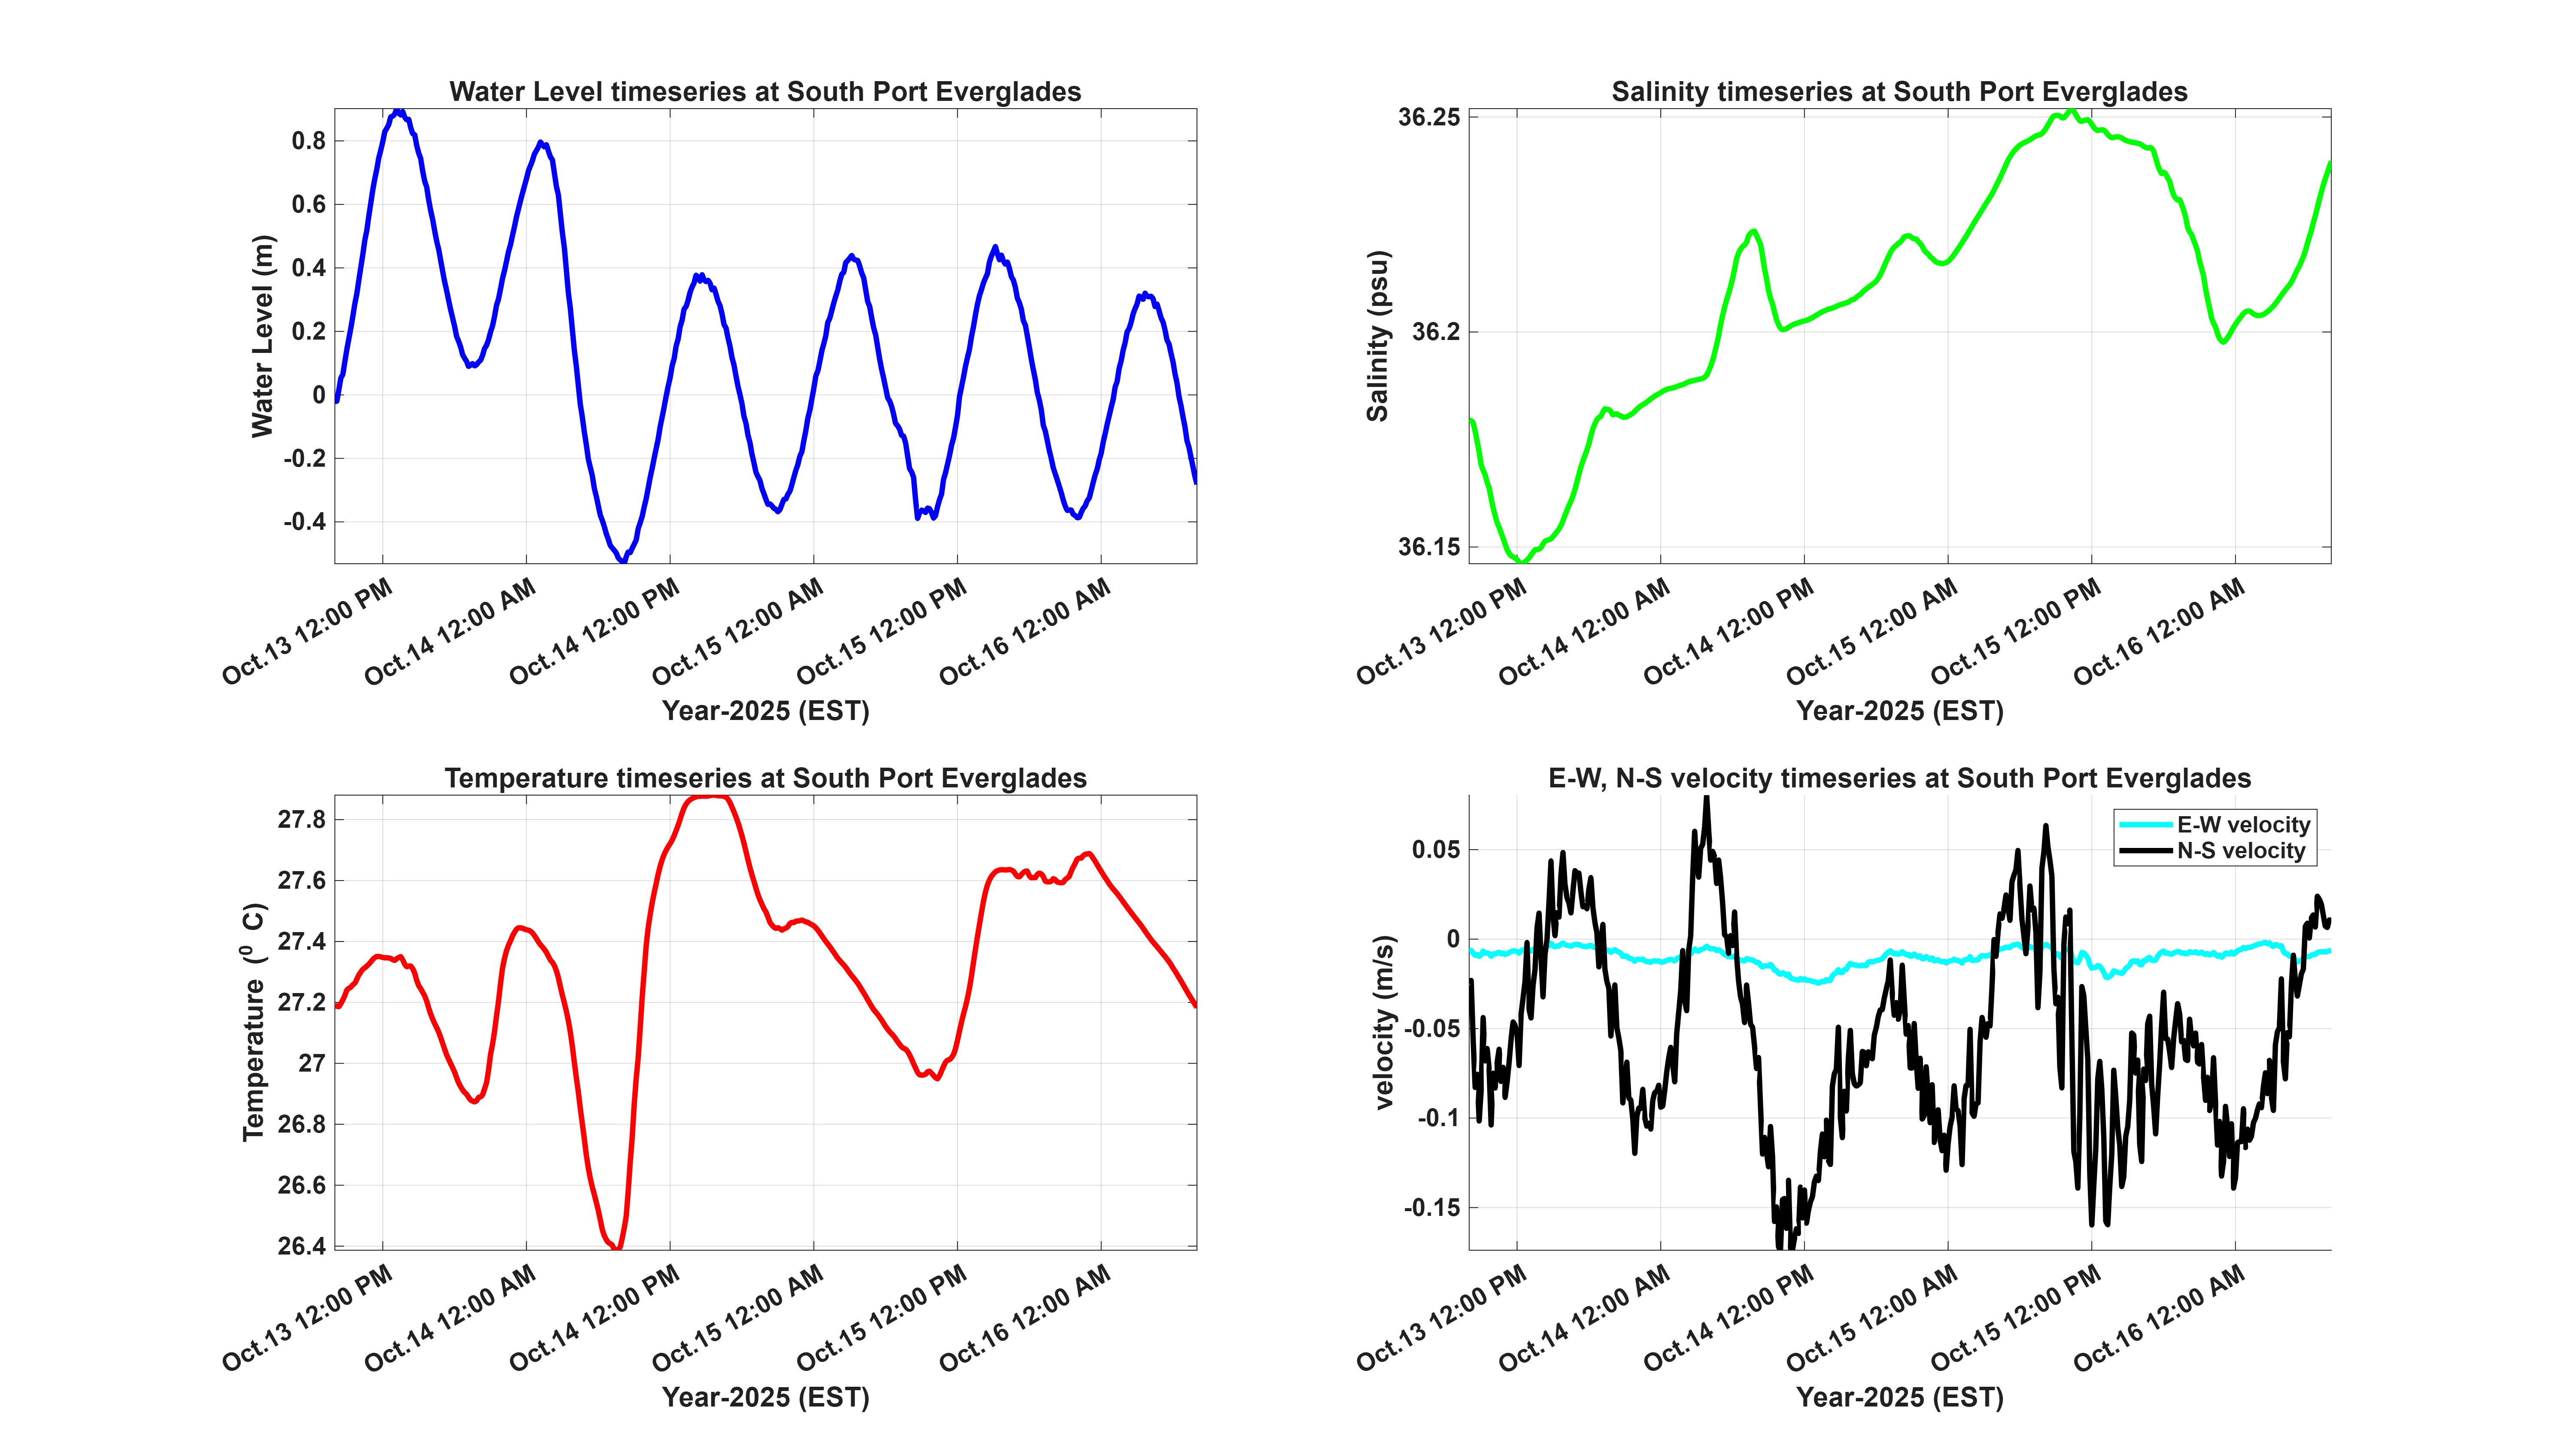 Water Level timeseries at South Port Everglades
0.8
0.6
0.4
0.2
0
-0.2
-0.4
Water Level (m)
Oct.13 12:00 PM
Oct.14 12:00 AM
Oct.14 12:00 PM
Oct.15 12:00 AM
Oct.15 12:00 PM
Oct.16 12:00 AM
Year-2025 (EST)
Salinity timeseries at South Port Everglades
36.25
36.2
36.15
Salinity (psu)
Oct.13 12:00 PM
Oct.14 12:00 AM
Oct.14 12:00 PM
Oct.15 12:00 AM
Oct.15 12:00 PM
Oct.16 12:00 AM
Year-2025 (EST)
Temperature timeseries at South Port Everglades
27.8
27.6
27.4
27.2
27
26.8
26.6
26.4
Temperature (⁰ C)
Oct.13 12:00 PM
Oct.14 12:00 AM
Oct.14 12:00 PM
Oct.15 12:00 AM
Oct.15 12:00 PM
Oct.16 12:00 AM
Year-2025 (EST)
E-W, N-S velocity timeseries at South Port Everglades
E-W velocity
N-S velocity
0.05
0
-0.05
-0.1
-0.15
velocity (m/s)
Oct.13 12:00 PM
Oct.14 12:00 AM
Oct.14 12:00 PM
Oct.15 12:00 AM
Oct.15 12:00 PM
Oct.16 12:00 AM
Year-2025 (EST)